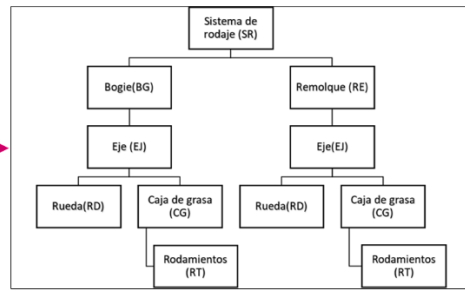 Sistema de
rodaje (SR)
Bogie(BG)
Remolque (RE)
Eje (EJ)
Eje(EJ)
Rueda(RD)
Caja de grasa
(CG)
Rueda(RD)
Caja de grasa
(CG)
Rodamientos
(RT)
Rodamientos
(RT)